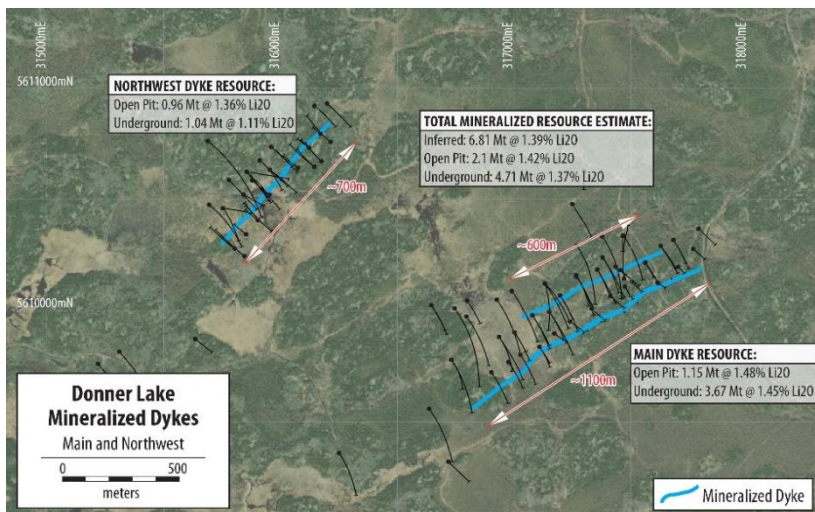 315000mE
316000mE
317000mE
318000mE
5611000mN
NORTHWEST DYKE RESOURCE:
Open Pit: 0.96 Mt @ 1.36% Li2O
Underground: 1.04 Mt @ 1.11% Li2O
TOTAL MINERALIZED RESOURCE ESTIMATE:
Inferred: 6.81 Mt @ 1.39% Li2O
Open Pit: 2.1 Mt @ 1.42% Li2O
Underground: 4.71 Mt @ 1.37% Li2O
~700m
~600m
5610000mN
MAIN DYKE RESOURCE:
Open Pit: 1.15 Mt @ 1.48% Li2O
Underground: 3.67 Mt @ 1.45% Li2O
~1100m
Donner Lake
Mineralized Dykes
Main and Northwest
0 500
meters
Mineralized Dyke